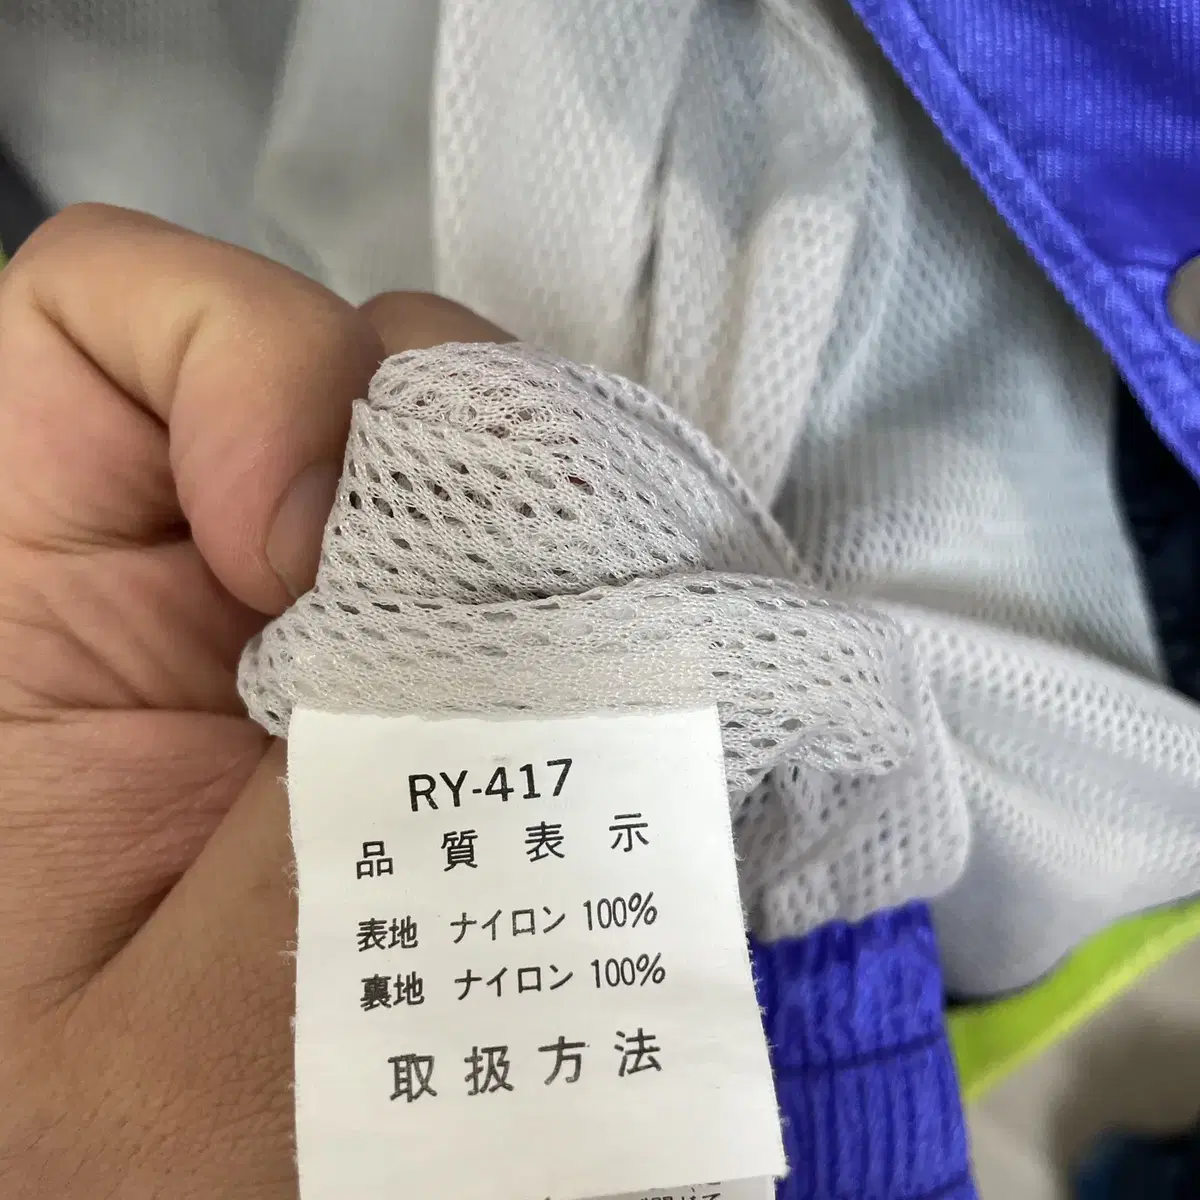 RY-417
品質表示
表地 ナイロン 100%
裏地 ナイロン 100%
取扱方法